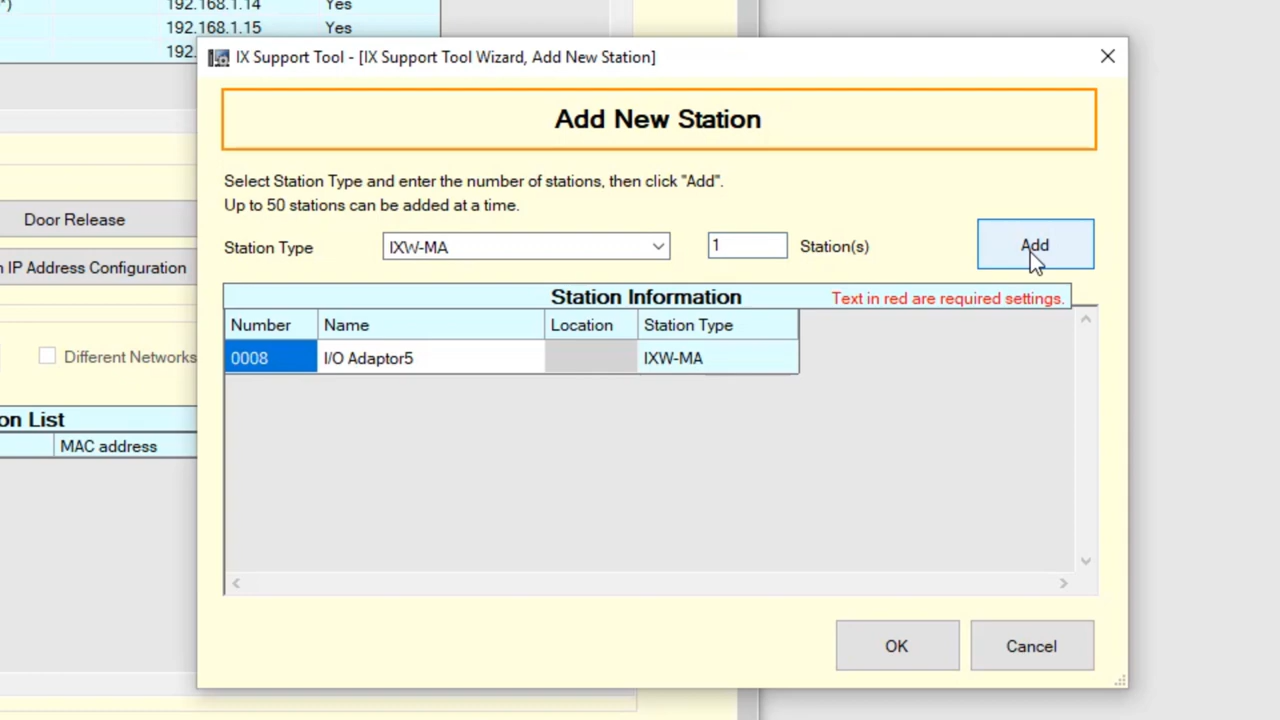 *) 192.168.1.14 Yes
192.168.1.15 Yes
192.
IX Support Tool - [IX Support Tool Wizard, Add New Station]
Add New Station
Select Station Type and enter the number of stations, then click "Add".
Up to 50 stations can be added at a time.
Door Release
Station Type IXW-MA 1 Station(s) Add
n IP Address Configuration
Station Information Text in red are required settings.
Number Name Location Station Type
Different Networks
0008 I/O Adaptor5 IXW-MA
on List
MAC address
OK Cancel